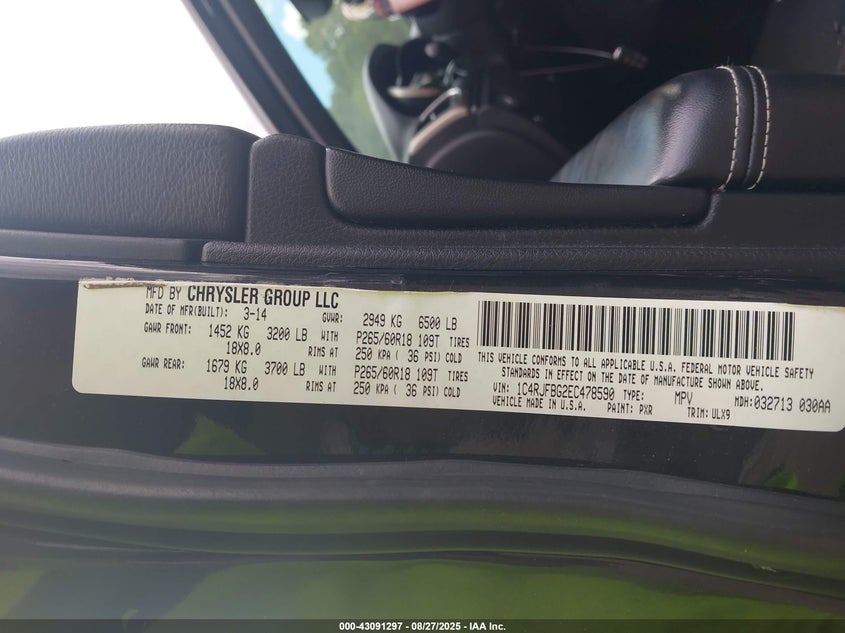 MFD BY CHRYSLER GROUP LLC
DATE OF MFR(BUILT): 3-14 GVWR: 2949 KG 6500 LB
GAWR FRONT: 1452 KG 3200 LB WITH P265/60R18 109T TIRES
18X8.0 RIMS AT 250 KPA ( 36 PSI) COLD
GAWR REAR: 1679 KG 3700 LB WITH P265/60R18 109T TIRES
18X8.0 RIMS AT 250 KPA ( 36 PSI) COLD
THIS VEHICLE CONFORMS TO ALL APPLICABLE U.S.A. FEDERAL MOTOR VEHICLE SAFETY
STANDARDS IN EFFECT ON THE DATE OF MANUFACTURE SHOWN ABOVE.
VIN: 1C4RJFBG2EC478590 TYPE: MPV MDH:032713 030AA
VEHICLE MADE IN U.S.A. PAINT: PXR TRIM: ULX9
000-43091297 - 08/27/2025 - IAA Inc.